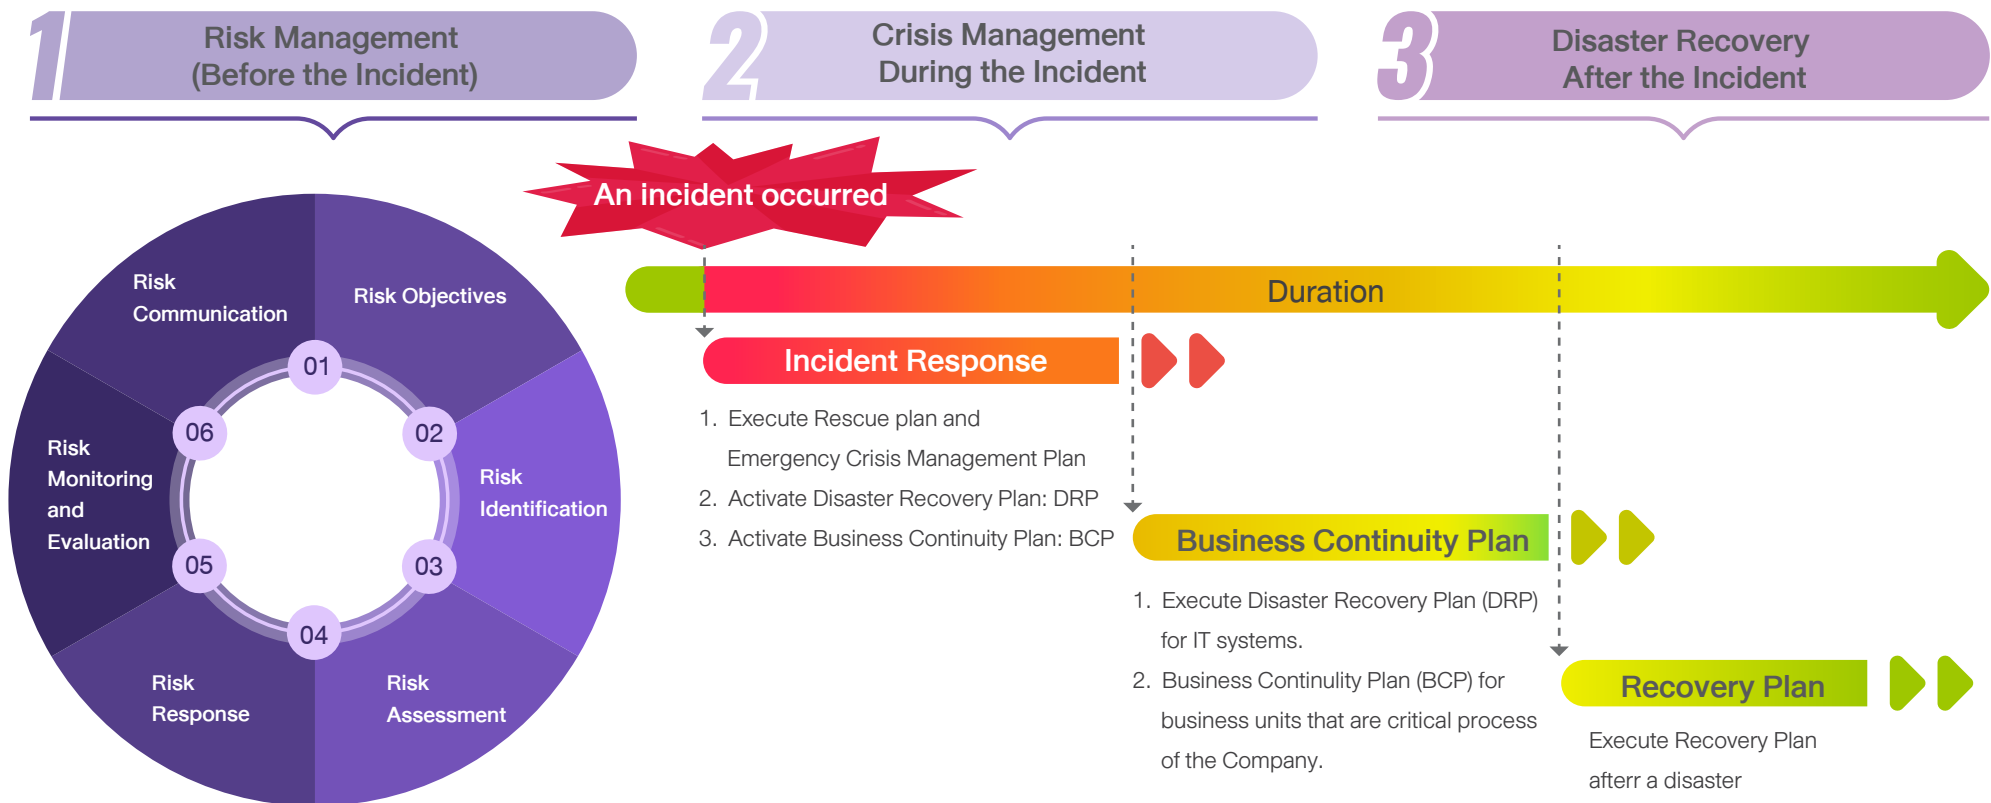 1
Risk Management
(Before the Incident)
2
Crisis Management
During the Incident
3
Disaster Recovery
After the Incident
An incident occurred
Duration
Risk Objectives
Risk
Identification
Risk
Assessment
Risk
Response
Risk
Monitoring
and
Evaluation
Risk
Communication
01
02
03
04
05
06
Incident Response
1. Execute Rescue plan and
Emergency Crisis Management Plan
2. Activate Disaster Recovery Plan: DRP
3. Activate Business Continuity Plan: BCP
Business Continuity Plan
1. Execute Disaster Recovery Plan (DRP)
for IT systems.
2. Business Continulity Plan (BCP) for
business units that are critical process
of the Company.
Recovery Plan
Execute Recovery Plan
afterr a disaster